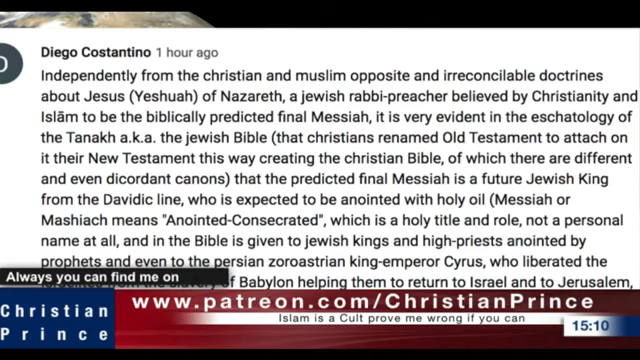 Diego Costantino 1 hour ago
Independently from the christian and muslim opposite and irreconcilable doctrines
about Jesus (Yeshuah) of Nazareth, a jewish rabbi-preacher believed by Christianity and
Islām to be the biblically predicted final Messiah, it is very evident in the eschatology of
the Tanakh a.k.a. the jewish Bible (that christians renamed Old Testament to attach on
it their New Testament this way creating the christian Bible, of which there are different
and even dicordant canons) that the predicted final Messiah is a future Jewish King
from the Davidic line, who is expected to be anointed with holy oil (Messiah or
Mashiach means "Anointed-Consecrated", which is a holy title and role, not a personal
name at all, and in the Bible is given to jewish kings and high-priests anointed by
prophets and even to the persian zoroastrian king-emperor Cyrus, who liberated the
of Babylon helping them to return to Israel and to Jerusalem,
Always you can find me on
Christian
Prince
www.patreon.com/ChristianPrince
Islam is a Cult prove me wrong if you can
15:10